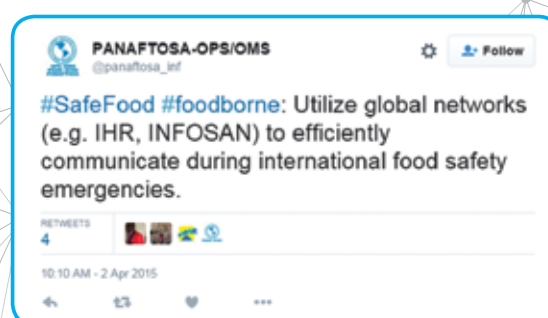 PANAFTOSA-OPS/OMS
@panaftosa_inf
Follow
#SafeFood #foodborne: Utilize global networks
(e.g. IHR, INFOSAN) to efficiently
communicate during international food safety
emergencies.
RETWEETS
4
10:10 AM - 2 Apr 2015